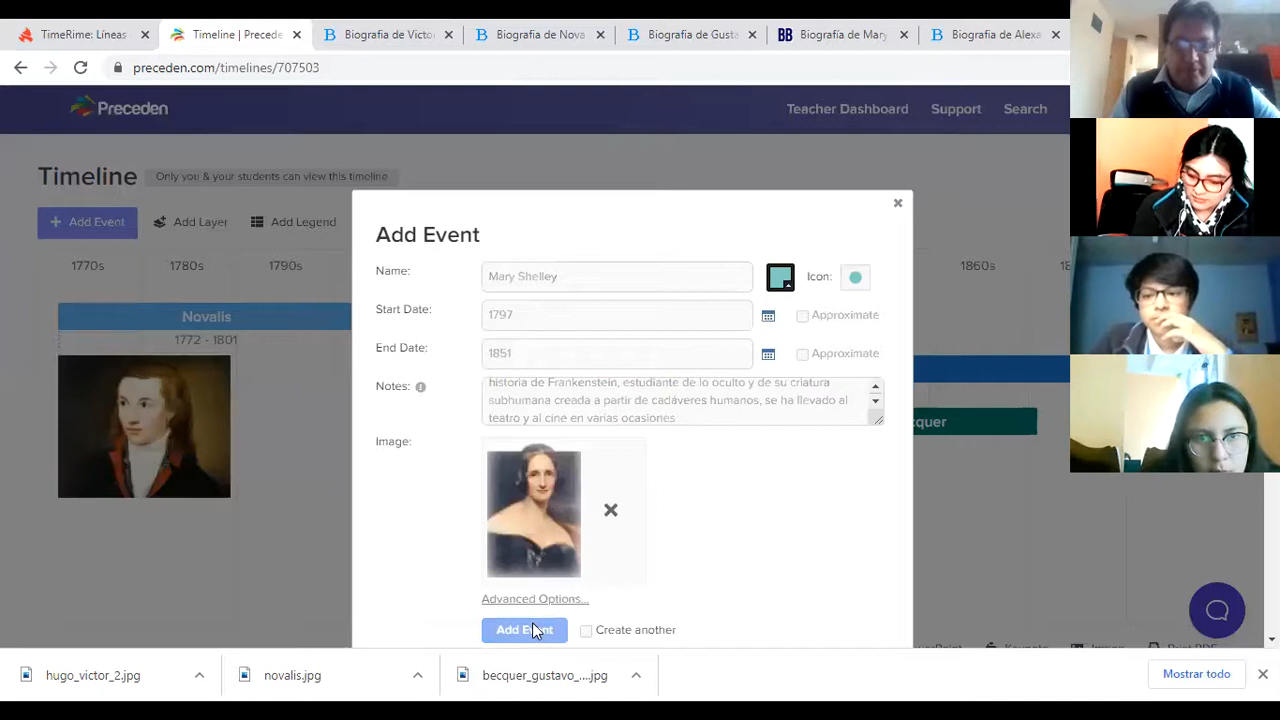 TimeRime: Líneas
Timeline | Precede
Biografia de Victo
Biografia de Nova
Biografia de Gusta
Biografía de Mary
Biografia de Alexa
preceden.com/timelines/707503
Preceden
Teacher Dashboard
Support
Search
Timeline
Only you & your students can view this timeline
+ Add Event
Add Layer
Add Legend
1770s
1780s
1790s
1860s
Novalis
1772 - 1801
cquer
Add Event
Name:
Mary Shelley
Icon:
Start Date:
1797
Approximate
End Date:
1851
Approximate
Notes:
historia de Frankenstein, estudiante de lo oculto y de su criatura
subhumana creada a partir de cadáveres humanos, se ha llevado al
teatro y al cine en varias ocasiones
Image:
Advanced Options...
Add Event
Create another
hugo_victor_2.jpg
novalis.jpg
becquer_gustavo_....jpg
Mostrar todo